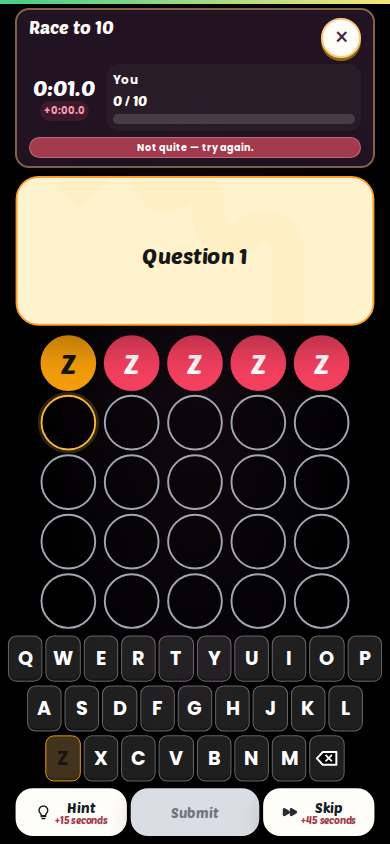 Race to 10
×
0:01.0
+0:00.0
You
0 / 10
Not quite — try again.
Question 1
Z Z Z Z Z
Q W E R T Y U I O P
A S D F G H J K L
Z X C V B N M
Hint
+15 seconds
Submit
Skip
+45 seconds